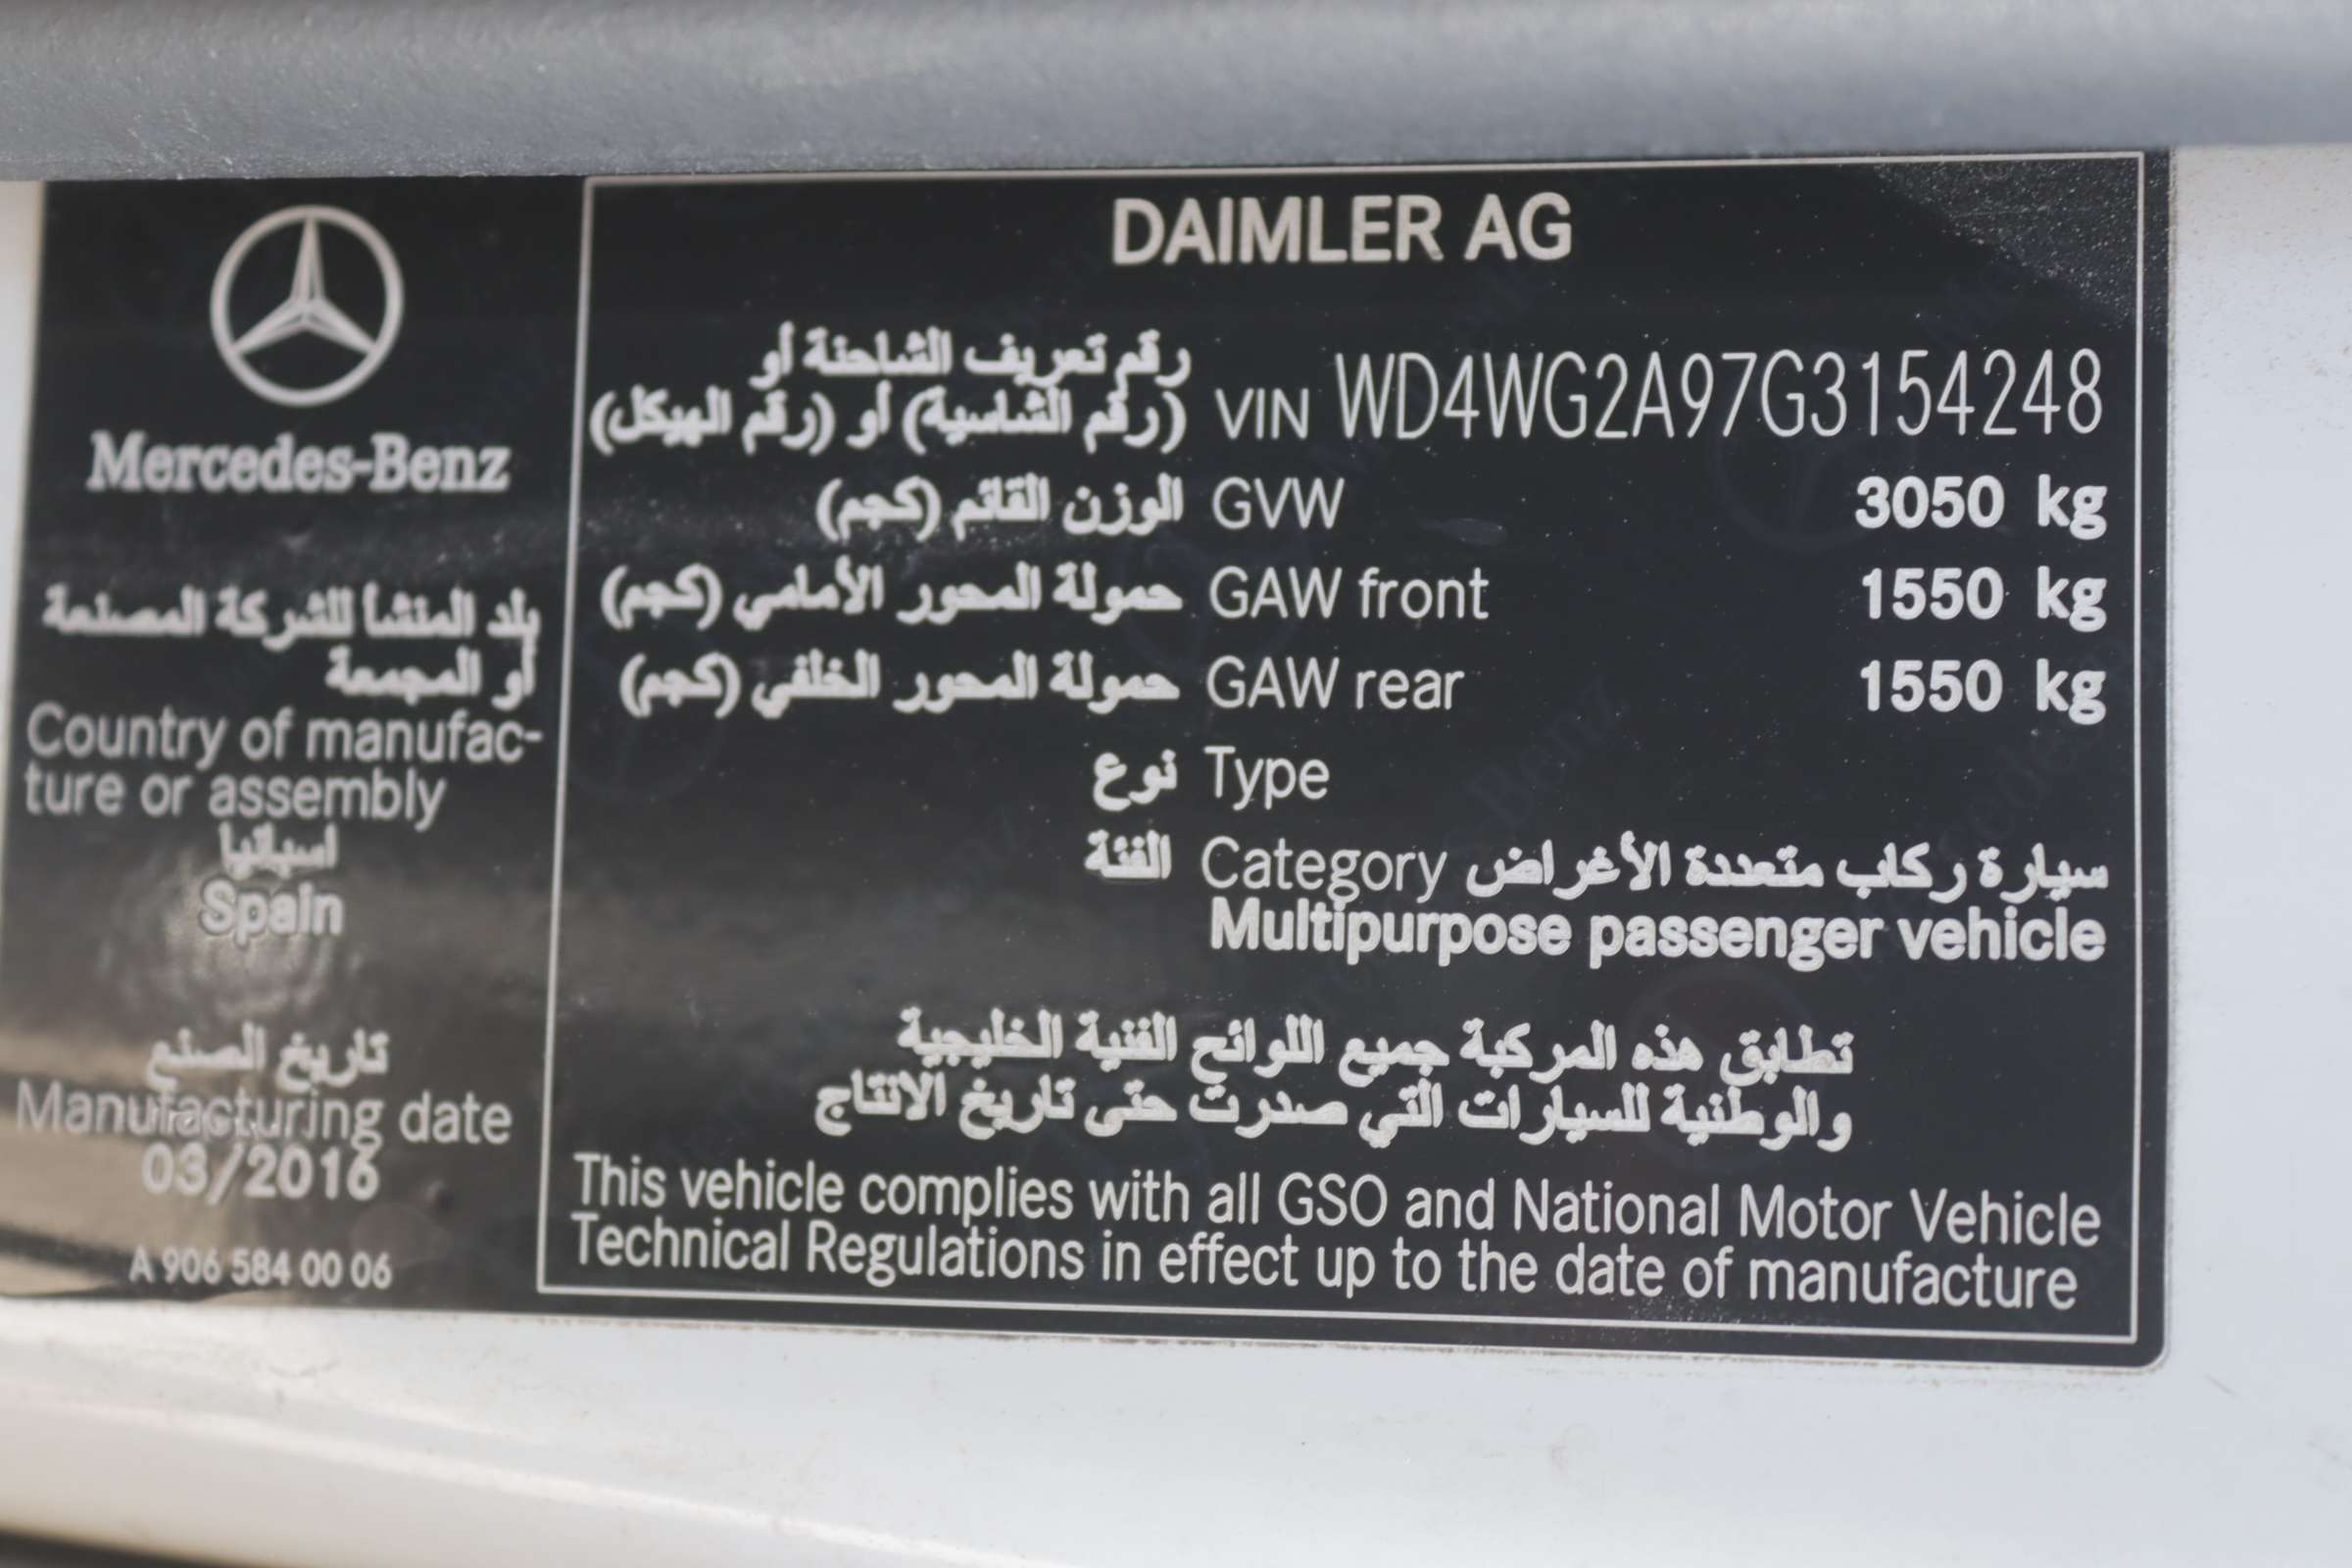 Mercedes-Benz
بلد المنشأ للشركة المصنعة
أو المجمعة
Country of manufac-
ture or assembly
اسبانيا
Spain
تاريخ الصنع
Manufacturing date
03/2016
A 906 584 00 06
DAIMLER AG
رقم تعريف الشاحنة أو
(رقم الشاسية) أو (رقم الهيكل) VIN WD4WG2A97G3154248
الوزن القائم (كجم) GVW 3050 kg
حمولة المحور الأمامي (كجم) GAW front 1550 kg
حمولة المحور الخلفي (كجم) GAW rear 1550 kg
نوع Type
الفئة Category سيارة ركاب متعددة الأغراض
Multipurpose passenger vehicle
تطابق هذه المركبة جميع اللوائح الفنية الخليجية
والوطنية للسيارات التي صدرت حتى تاريخ الانتاج
This vehicle complies with all GSO and National Motor Vehicle
Technical Regulations in effect up to the date of manufacture